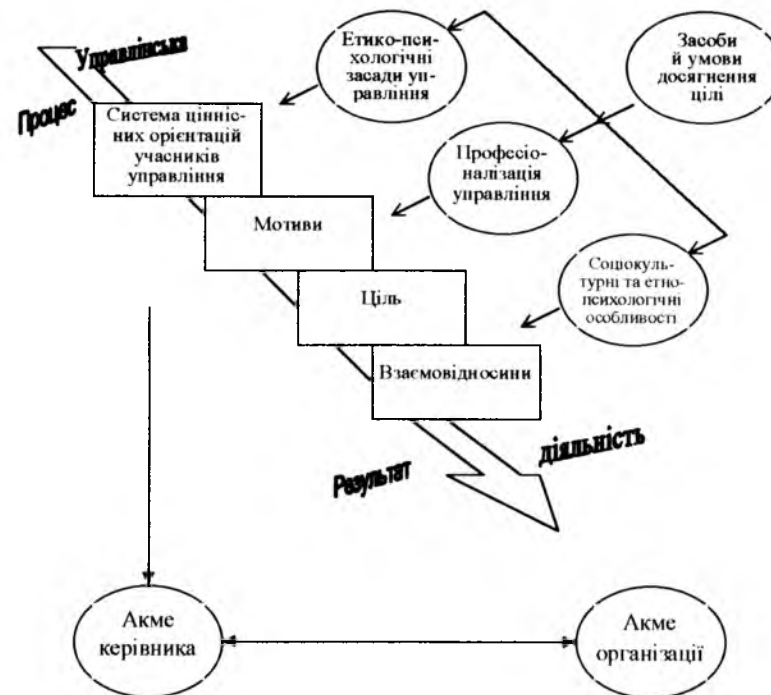 Управлінська
Процес
Етико-пси-
хологічні
засади уп-
равління
Засоби
й умови
досягнення
цілі
Система ціннісс-
них орієнтацій
учасників
управління
Професіо-
налізація
управління
Мотиви
Соціокуль-
турні та етно-
психологічні
особливості
Ціль
Взаємовідносини
діяльність
Результат
Акме
керівника
Акме
організації